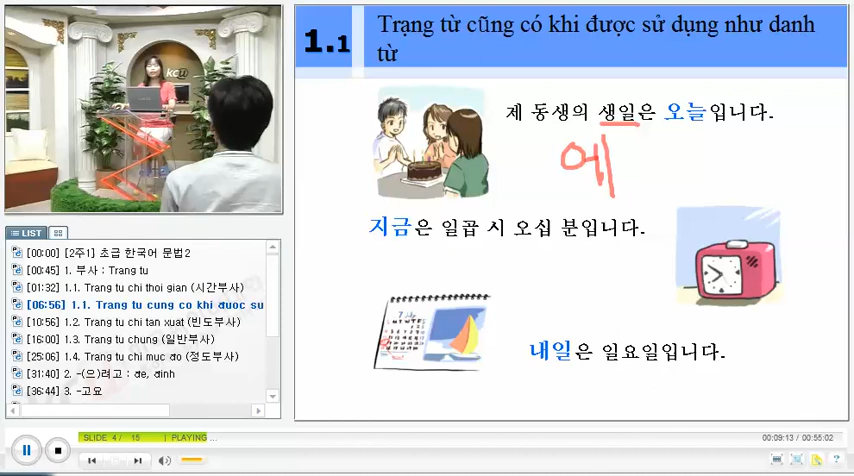 1.1 Trạng từ cũng có khi được sử dụng như danh
từ
제 동생의 생일은 오늘입니다.
에
지금은 일곱 시 오십 분입니다.
내일은 일요일입니다.
LIST
[00:00] [2주1] 초급 한국어 문법2
[00:45] 1. 부사 : Trang tu
[01:32] 1.1. Trang tu chi thoi gian (시간부사)
[06:56] 1.1. Trang tu cung co khi đuoc su
[10:56] 1.2. Trang tu chi tan xuat (빈도부사)
[16:00] 1.3. Trang tu chung (일반부사)
[25:06] 1.4. Trang tu chi muc đo (정도부사)
[31:40] 2. -(으)려고 : đe, đinh
[36:44] 3. -고요
SLIDE 4 / 15 | PLAYING ...
00:09:13 / 00:55:02